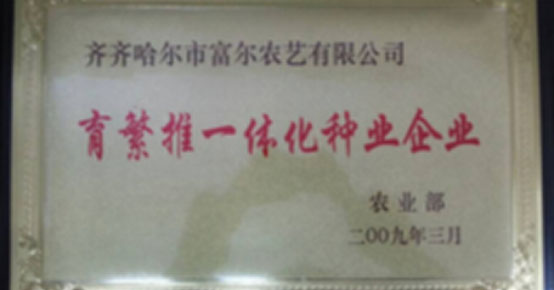 齐齐哈尔市富尔农艺有限公司
育繁推一体化种业企业
农业部
二00九年三月